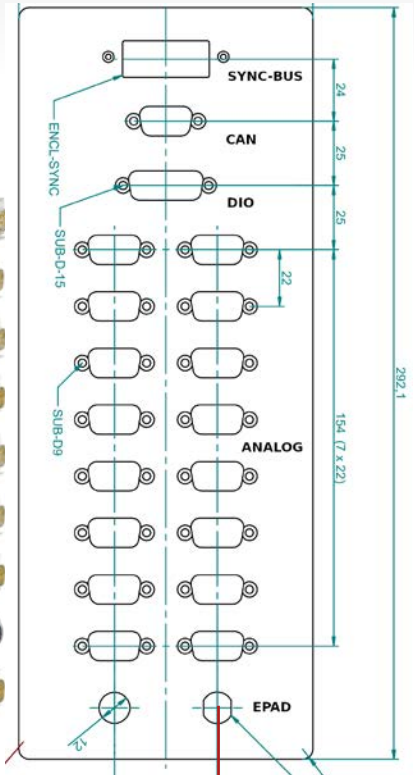 SYNC-BUS
24
ENCL-SYNC
CAN
25
DIO
25
SUB-D-15
22
292,1
SUB-D9
154 (7 x 22)
ANALOG
EPAD
12